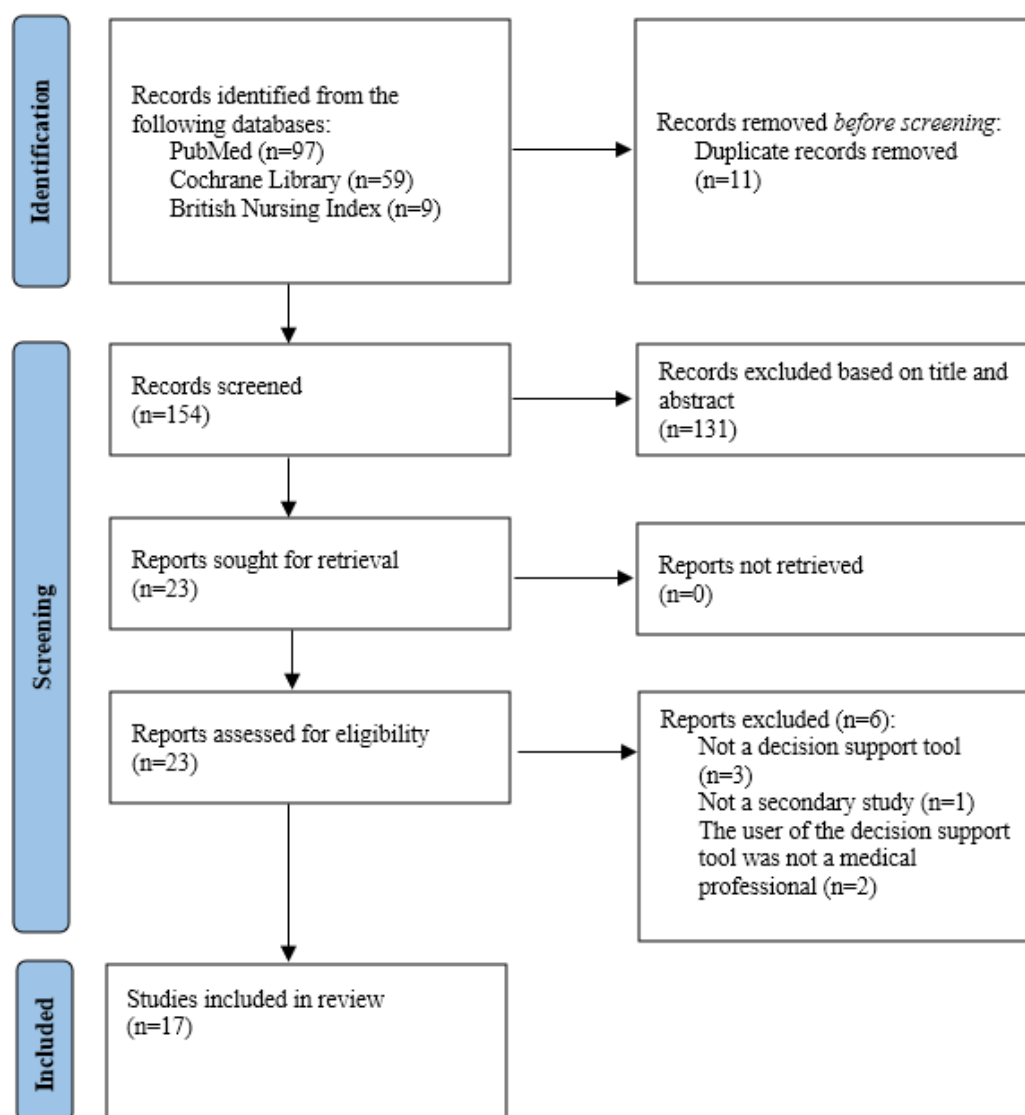 Identification
Records identified from the
following databases:
PubMed (n=97)
Cochrane Library (n=59)
British Nursing Index (n=9)
Records removed before screening:
Duplicate records removed
(n=11)
Screening
Records screened
(n=154)
Records excluded based on title and
abstract
(n=131)
Reports sought for retrieval
(n=23)
Reports not retrieved
(n=0)
Reports assessed for eligibility
(n=23)
Reports excluded (n=6):
Not a decision support tool
(n=3)
Not a secondary study (n=1)
The user of the decision support
tool was not a medical
professional (n=2)
Included
Studies included in review
(n=17)